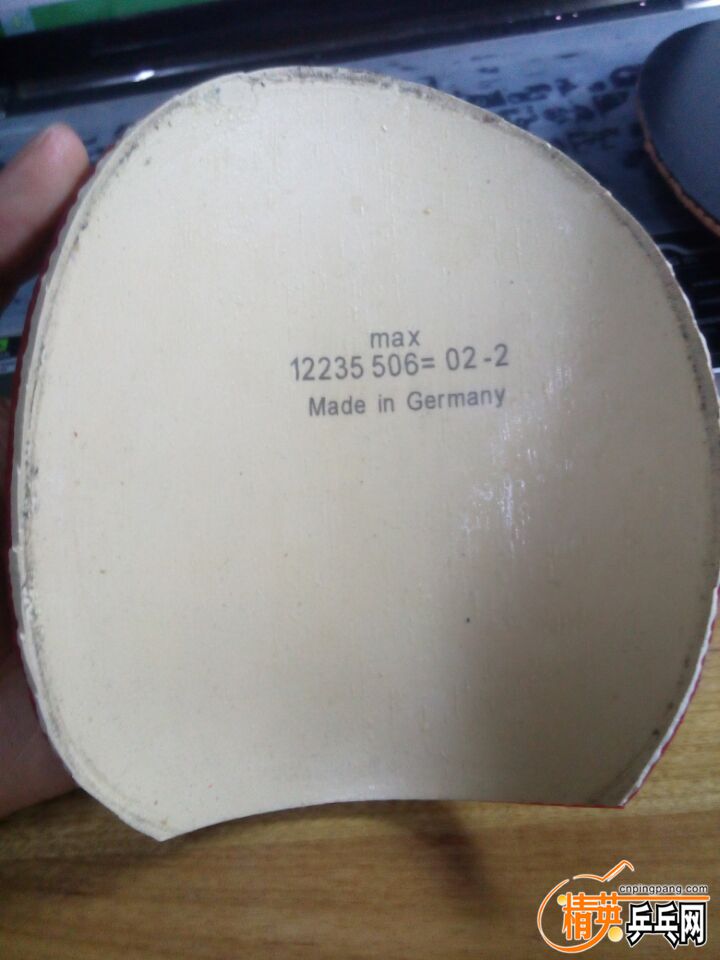 max
12235 506= 02 -2
Made in Germany
cnpingpang.com
精英乒乓网